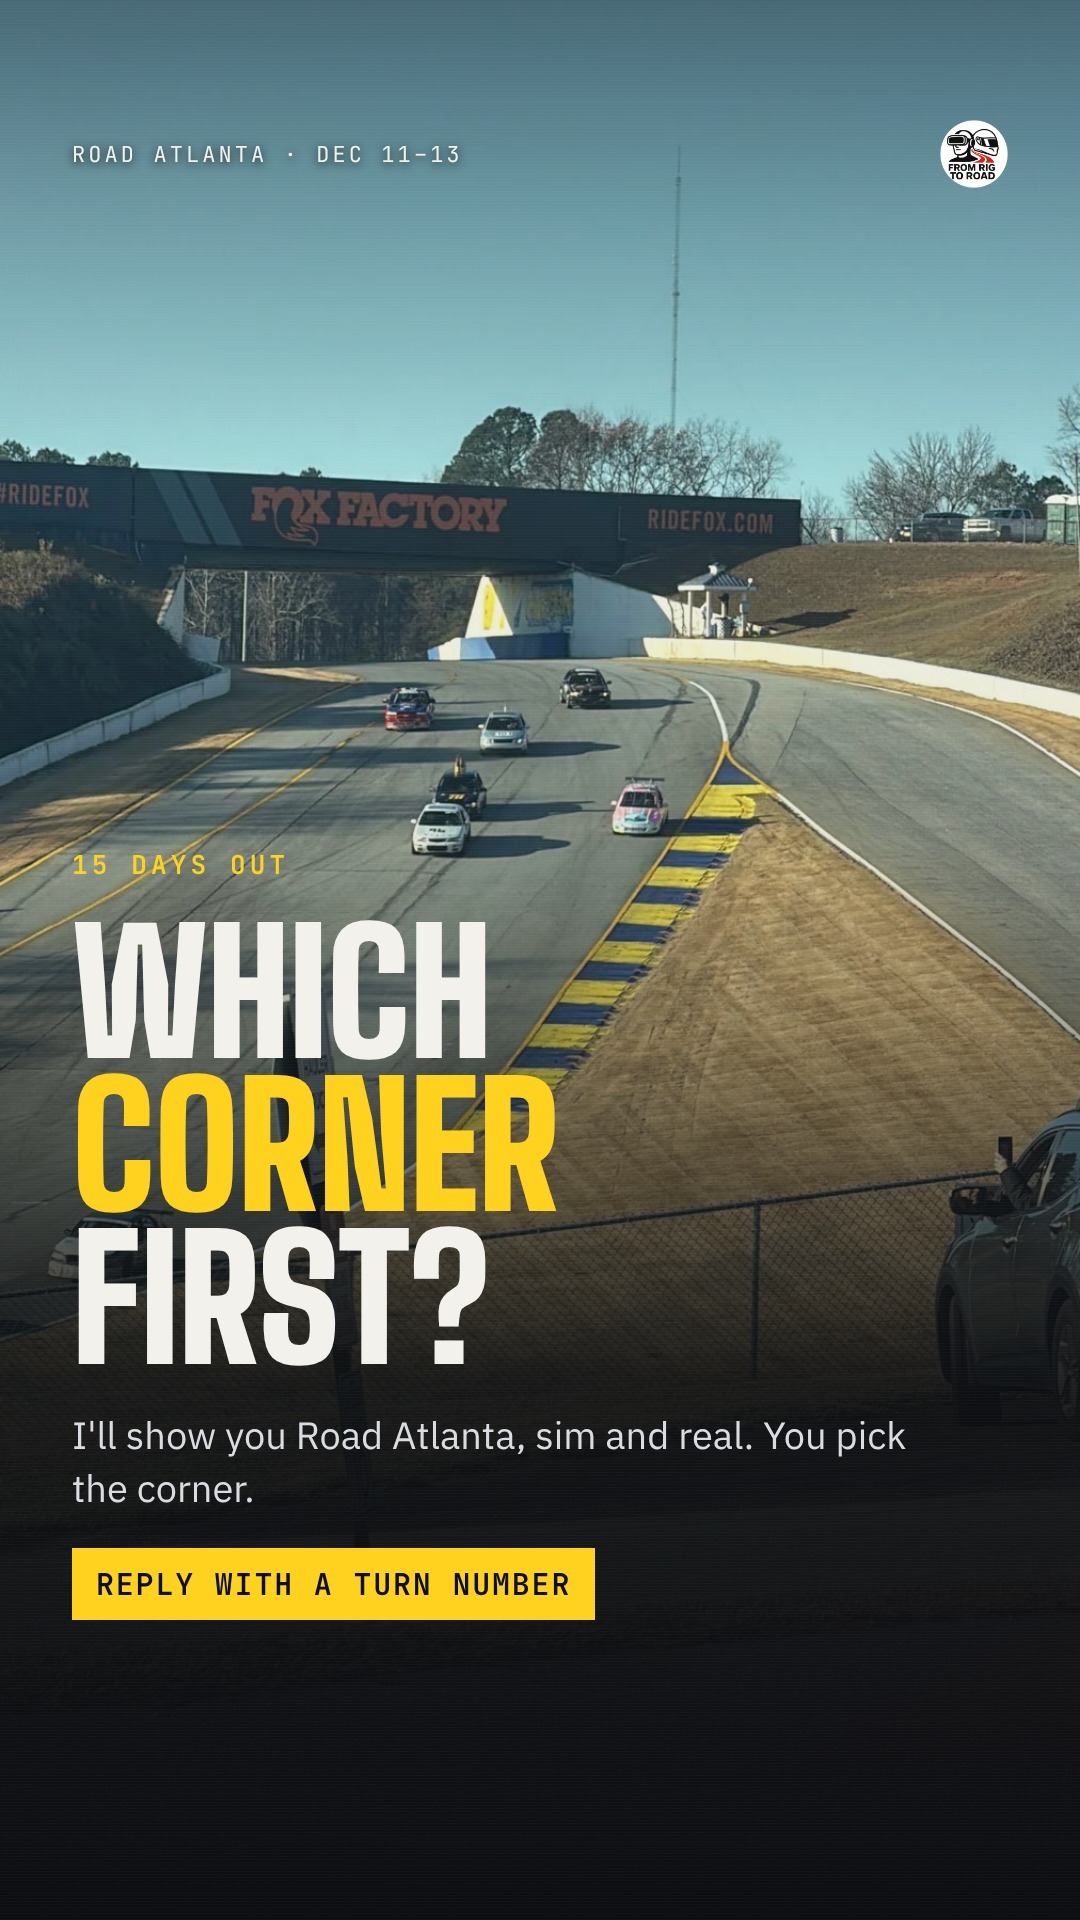 ROAD ATLANTA · DEC 11–13
FROM RIG
TO ROAD
#RIDEFOX
FOX FACTORY
RIDEFOX.COM
15 DAYS OUT
WHICH
CORNER
FIRST?
I'll show you Road Atlanta, sim and real. You pick
the corner.
REPLY WITH A TURN NUMBER